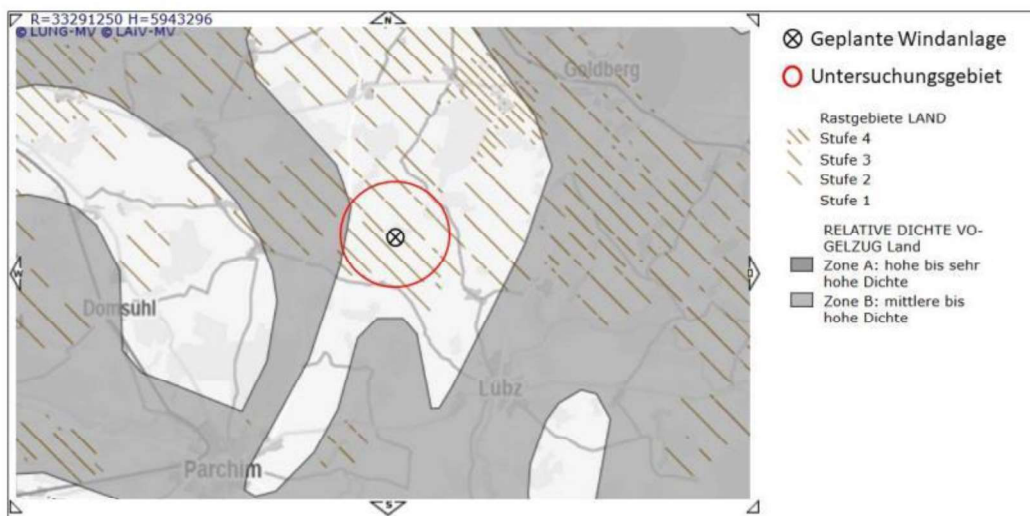 R=33291250 H=5943296
© LUNG-MV © LAiV-MV
N
Goldberg
W
O
Domsühl
Lübz
Parchim
S
Geplante Windanlage
Untersuchungsgebiet
Rastgebiete LAND
Stufe 4
Stufe 3
Stufe 2
Stufe 1
RELATIVE DICHTE VO-
GELZUG Land
Zone A: hohe bis sehr
hohe Dichte
Zone B: mittlere bis
hohe Dichte